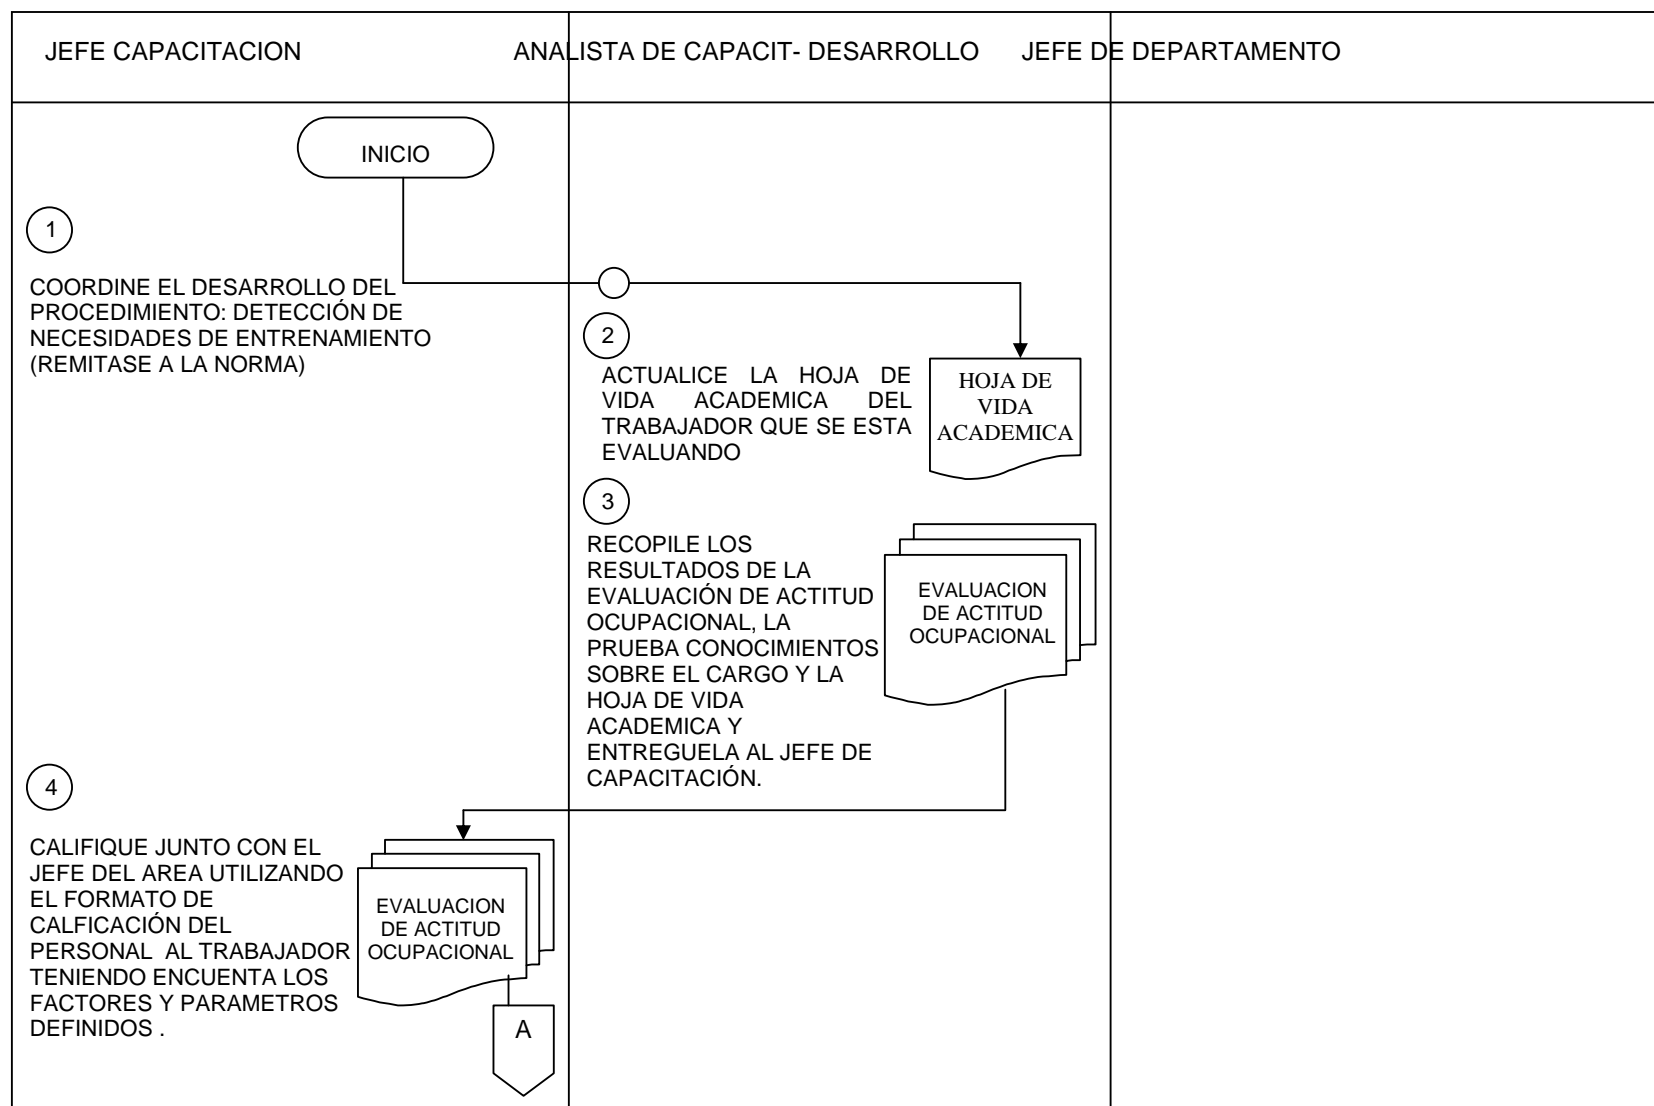 JEFE CAPACITACION
ANALISTA DE CAPACIT- DESARROLLO
JEFE DE DEPARTAMENTO
INICIO
1
COORDINE EL DESARROLLO DEL
PROCEDIMIENTO: DETECCIÓN DE
NECESIDADES DE ENTRENAMIENTO
(REMITASE A LA NORMA)
2
ACTUALICE LA HOJA DE
VIDA ACADEMICA DEL
TRABAJADOR QUE SE ESTA
EVALUANDO
HOJA DE
VIDA
ACADEMICA
3
RECOPILE LOS
RESULTADOS DE LA
EVALUACIÓN DE ACTITUD
OCUPACIONAL, LA
PRUEBA CONOCIMIENTOS
SOBRE EL CARGO Y LA
HOJA DE VIDA
ACADEMICA Y
ENTREGUELA AL JEFE DE
CAPACITACIÓN.
EVALUACION
DE ACTITUD
OCUPACIONAL
4
CALIFIQUE JUNTO CON EL
JEFE DEL AREA UTILIZANDO
EL FORMATO DE
CALFICACIÓN DEL
PERSONAL AL TRABAJADOR
TENIENDO ENCUENTA LOS
FACTORES Y PARAMETROS
DEFINIDOS .
EVALUACION
DE ACTITUD
OCUPACIONAL
A